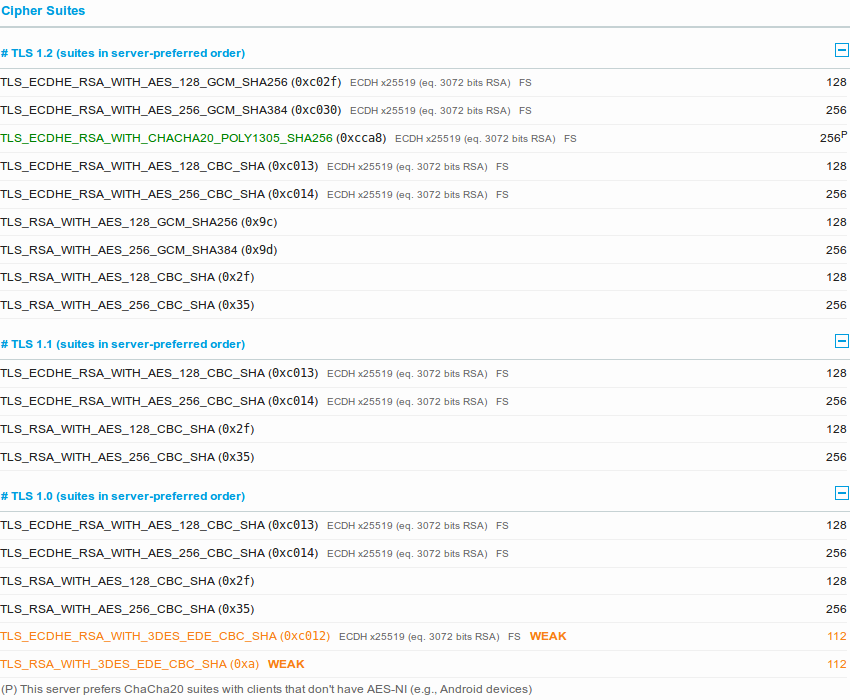 Cipher Suites
# TLS 1.2 (suites in server-preferred order)
TLS_ECDHE_RSA_WITH_AES_128_GCM_SHA256 (0xc02f) ECDH x25519 (eq. 3072 bits RSA) FS 128
TLS_ECDHE_RSA_WITH_AES_256_GCM_SHA384 (0xc030) ECDH x25519 (eq. 3072 bits RSA) FS 256
TLS_ECDHE_RSA_WITH_CHACHA20_POLY1305_SHA256 (0xcca8) ECDH x25519 (eq. 3072 bits RSA) FS 256P
TLS_ECDHE_RSA_WITH_AES_128_CBC_SHA (0xc013) ECDH x25519 (eq. 3072 bits RSA) FS 128
TLS_ECDHE_RSA_WITH_AES_256_CBC_SHA (0xc014) ECDH x25519 (eq. 3072 bits RSA) FS 256
TLS_RSA_WITH_AES_128_GCM_SHA256 (0x9c) 128
TLS_RSA_WITH_AES_256_GCM_SHA384 (0x9d) 256
TLS_RSA_WITH_AES_128_CBC_SHA (0x2f) 128
TLS_RSA_WITH_AES_256_CBC_SHA (0x35) 256
# TLS 1.1 (suites in server-preferred order)
TLS_ECDHE_RSA_WITH_AES_128_CBC_SHA (0xc013) ECDH x25519 (eq. 3072 bits RSA) FS 128
TLS_ECDHE_RSA_WITH_AES_256_CBC_SHA (0xc014) ECDH x25519 (eq. 3072 bits RSA) FS 256
TLS_RSA_WITH_AES_128_CBC_SHA (0x2f) 128
TLS_RSA_WITH_AES_256_CBC_SHA (0x35) 256
# TLS 1.0 (suites in server-preferred order)
TLS_ECDHE_RSA_WITH_AES_128_CBC_SHA (0xc013) ECDH x25519 (eq. 3072 bits RSA) FS 128
TLS_ECDHE_RSA_WITH_AES_256_CBC_SHA (0xc014) ECDH x25519 (eq. 3072 bits RSA) FS 256
TLS_RSA_WITH_AES_128_CBC_SHA (0x2f) 128
TLS_RSA_WITH_AES_256_CBC_SHA (0x35) 256
TLS_ECDHE_RSA_WITH_3DES_EDE_CBC_SHA (0xc012) ECDH x25519 (eq. 3072 bits RSA) FS WEAK 112
TLS_RSA_WITH_3DES_EDE_CBC_SHA (0xa) WEAK 112
(P) This server prefers ChaCha20 suites with clients that don't have AES-NI (e.g., Android devices)